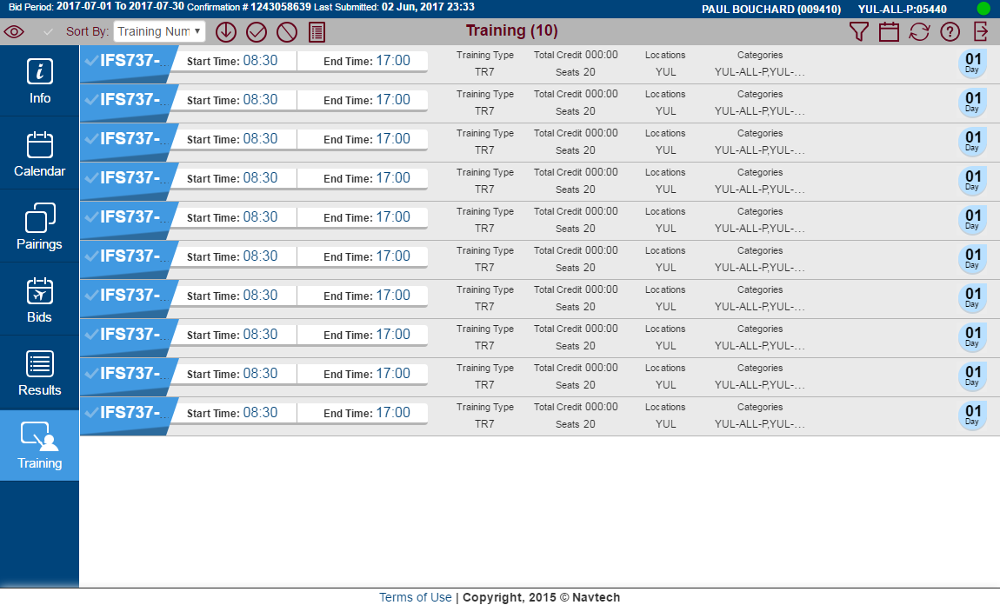 Bid Period: 2017-07-01 To 2017-07-30 Confirmation # 1243058639 Last Submitted: 02 Jun, 2017 23:33 PAUL BOUCHARD (009410) YUL-ALL-P:05440
Sort By: Training Num Training (10)
Info
Calendar
Pairings
Bids
Results
Training
IFS737-... Start Time: 08:30 End Time: 17:00 Training Type Total Credit 000:00 Locations Categories 01
TR7 Seats 20 YUL YUL-ALL-P,YUL-... Day
IFS737-... Start Time: 08:30 End Time: 17:00 Training Type Total Credit 000:00 Locations Categories 01
TR7 Seats 20 YUL YUL-ALL-P,YUL-... Day
IFS737-... Start Time: 08:30 End Time: 17:00 Training Type Total Credit 000:00 Locations Categories 01
TR7 Seats 20 YUL YUL-ALL-P,YUL-... Day
IFS737-... Start Time: 08:30 End Time: 17:00 Training Type Total Credit 000:00 Locations Categories 01
TR7 Seats 20 YUL YUL-ALL-P,YUL-... Day
IFS737-... Start Time: 08:30 End Time: 17:00 Training Type Total Credit 000:00 Locations Categories 01
TR7 Seats 20 YUL YUL-ALL-P,YUL-... Day
IFS737-... Start Time: 08:30 End Time: 17:00 Training Type Total Credit 000:00 Locations Categories 01
TR7 Seats 20 YUL YUL-ALL-P,YUL-... Day
IFS737-... Start Time: 08:30 End Time: 17:00 Training Type Total Credit 000:00 Locations Categories 01
TR7 Seats 20 YUL YUL-ALL-P,YUL-... Day
IFS737-... Start Time: 08:30 End Time: 17:00 Training Type Total Credit 000:00 Locations Categories 01
TR7 Seats 20 YUL YUL-ALL-P,YUL-... Day
IFS737-... Start Time: 08:30 End Time: 17:00 Training Type Total Credit 000:00 Locations Categories 01
TR7 Seats 20 YUL YUL-ALL-P,YUL-... Day
IFS737-... Start Time: 08:30 End Time: 17:00 Training Type Total Credit 000:00 Locations Categories 01
TR7 Seats 20 YUL YUL-ALL-P,YUL-... Day
Terms of Use | Copyright, 2015 © Navtech